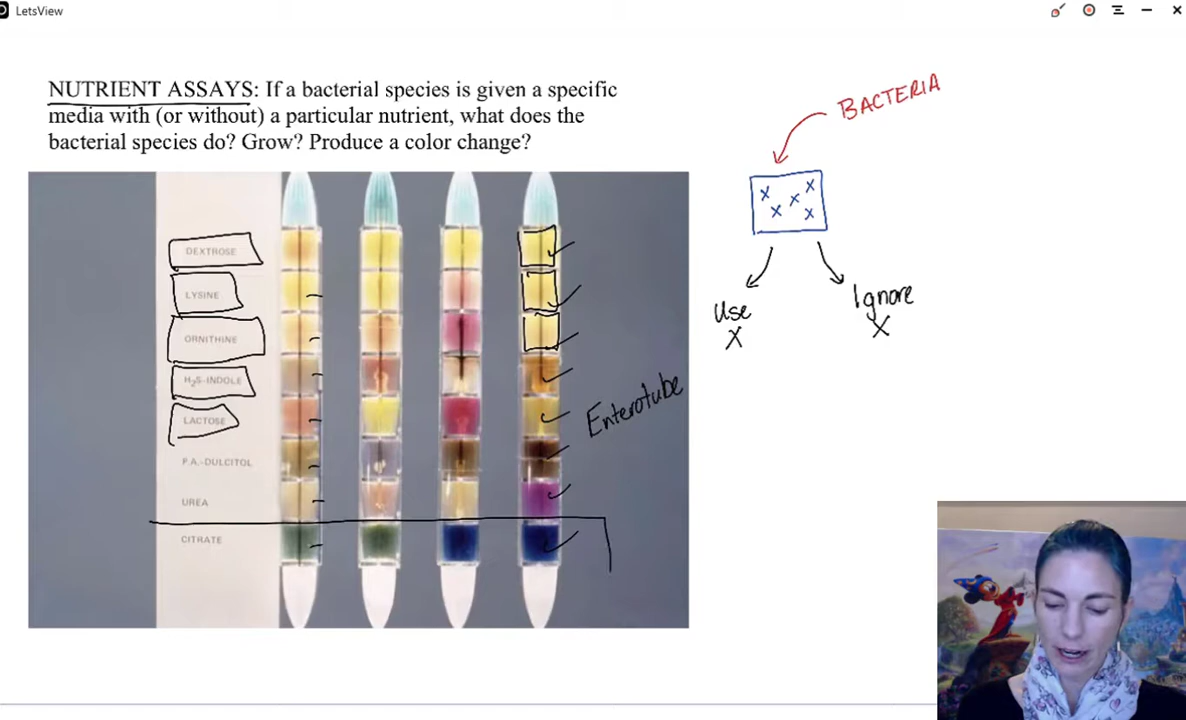 LetsView
NUTRIENT ASSAYS: If a bacterial species is given a specific
media with (or without) a particular nutrient, what does the
bacterial species do? Grow? Produce a color change?
BACTERIA
x x x x x
Use
X
Ignore
X
DEXTROSE
LYSINE
ORNITHINE
H₂S-INDOLE
LACTOSE
P.A.-DULCITOL
UREA
CITRATE
Enterotube